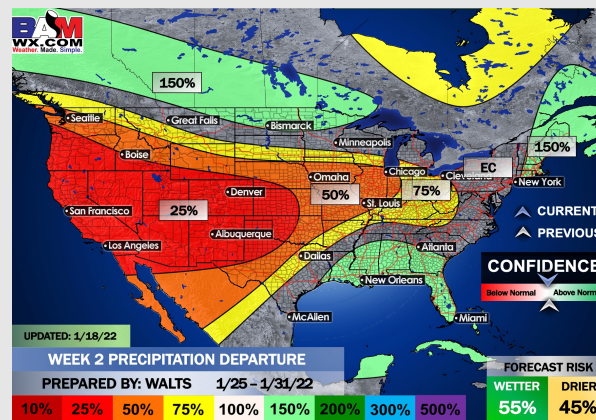 BAM
WX.COM
Weather. Made. Simple.
150%
Seattle
Great Falls
Bismarck
Minneapolis
150%
Boise
Omaha
Chicago
Cleveland
EC
New York
Denver
50%
75%
St. Louis
San Francisco
25%
CURRENT
Albuquerque
PREVIOUS
Los Angeles
Atlanta
Dallas
CONFIDENCE
New Orleans
Below Normal
Above Norm
McAllen
Miami
UPDATED: 1/18/22
WEEK 2 PRECIPITATION DEPARTURE
FORECAST RISK
PREPARED BY: WALTS 1/25 – 1/31/22
WETTER
DRIER
55%
45%
10% 25% 50% 75% 100% 150% 200% 300% 500%